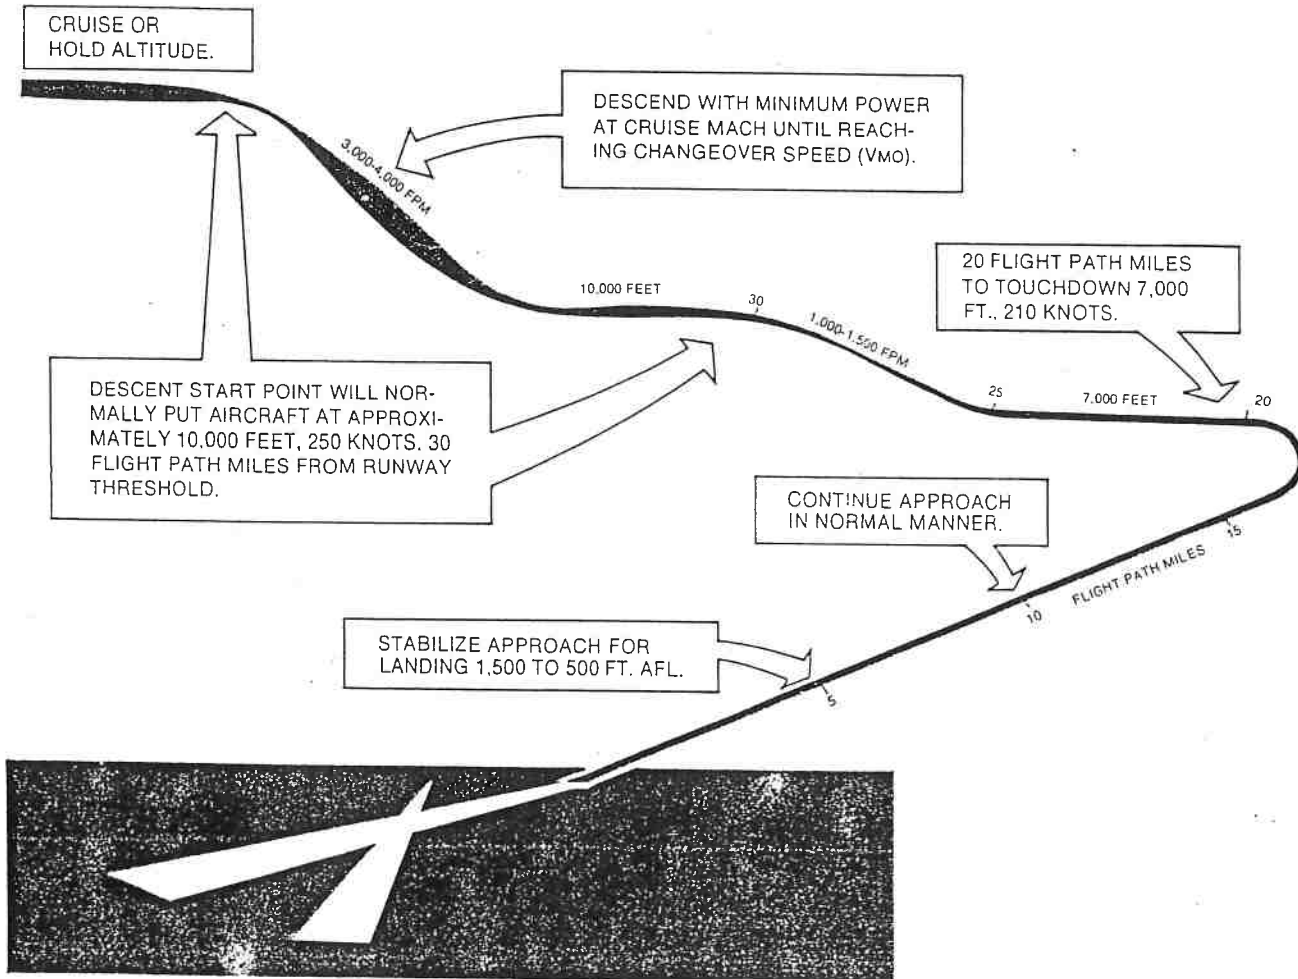 CRUISE OR
HOLD ALTITUDE.
DESCEND WITH MINIMUM POWER
AT CRUISE MACH UNTIL REACH-
ING CHANGEOVER SPEED (VMO).
3,000-4,000 FPM
20 FLIGHT PATH MILES
TO TOUCHDOWN 7,000
FT., 210 KNOTS.
10,000 FEET
30
1,000-1,500 FPM
DESCENT START POINT WILL NOR-
MALLY PUT AIRCRAFT AT APPROXI-
MATELY 10,000 FEET, 250 KNOTS, 30
FLIGHT PATH MILES FROM RUNWAY
THRESHOLD.
25
7,000 FEET
20
CONTINUE APPROACH
IN NORMAL MANNER.
15
FLIGHT PATH MILES
10
STABILIZE APPROACH FOR
LANDING 1,500 TO 500 FT. AFL.
5